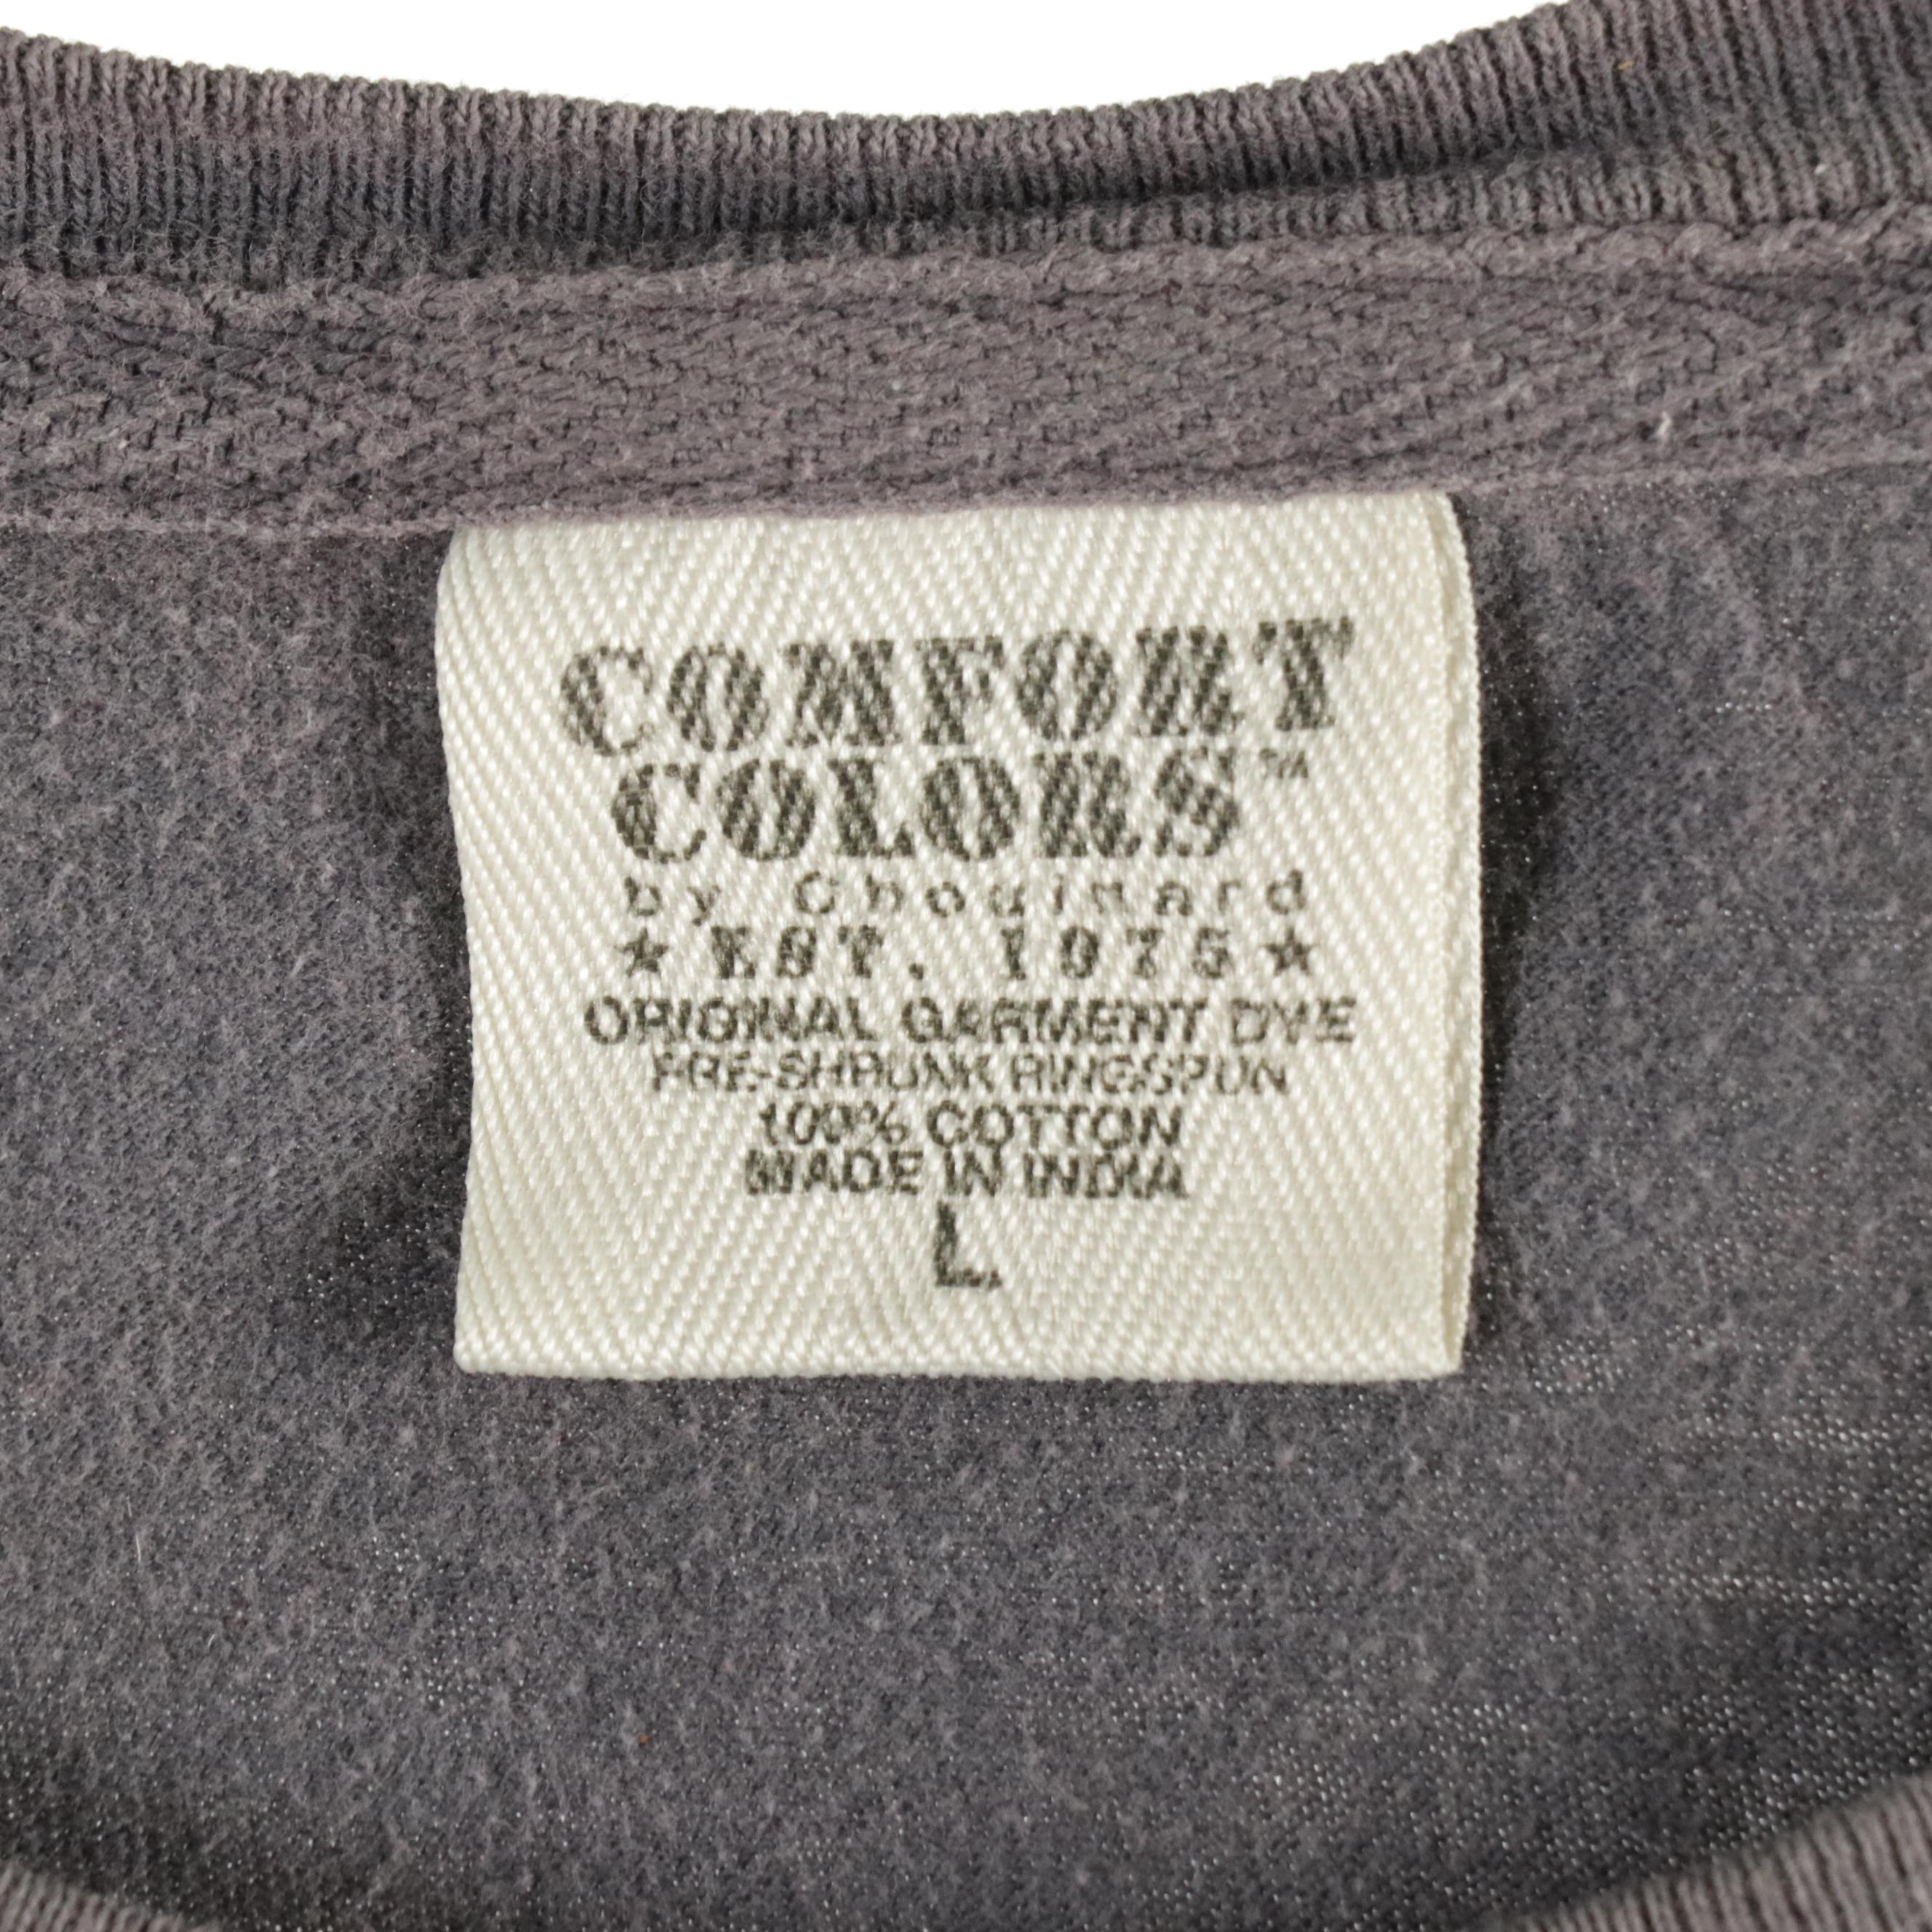 COMFORT
COLORS™
by Chouinard
★ EST. 1975 ★
ORIGINAL GARMENT DYE
PRE-SHRUNK RINGSPUN
100% COTTON
MADE IN INDIA
L